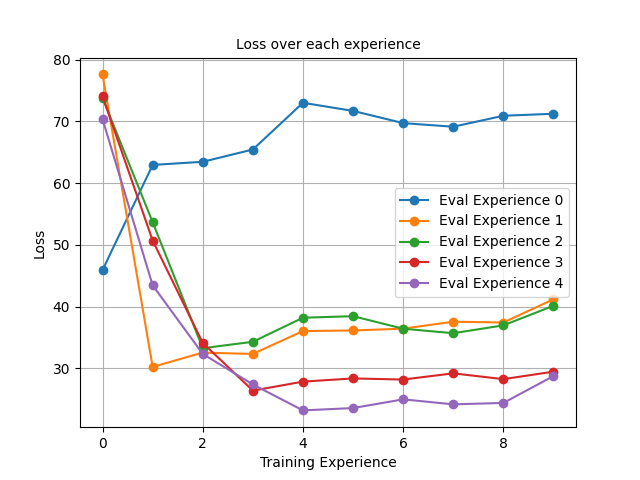 Loss over each experience
80
70
60
50
40
30
Loss
Eval Experience 0
Eval Experience 1
Eval Experience 2
Eval Experience 3
Eval Experience 4
0 2 4 6 8
Training Experience